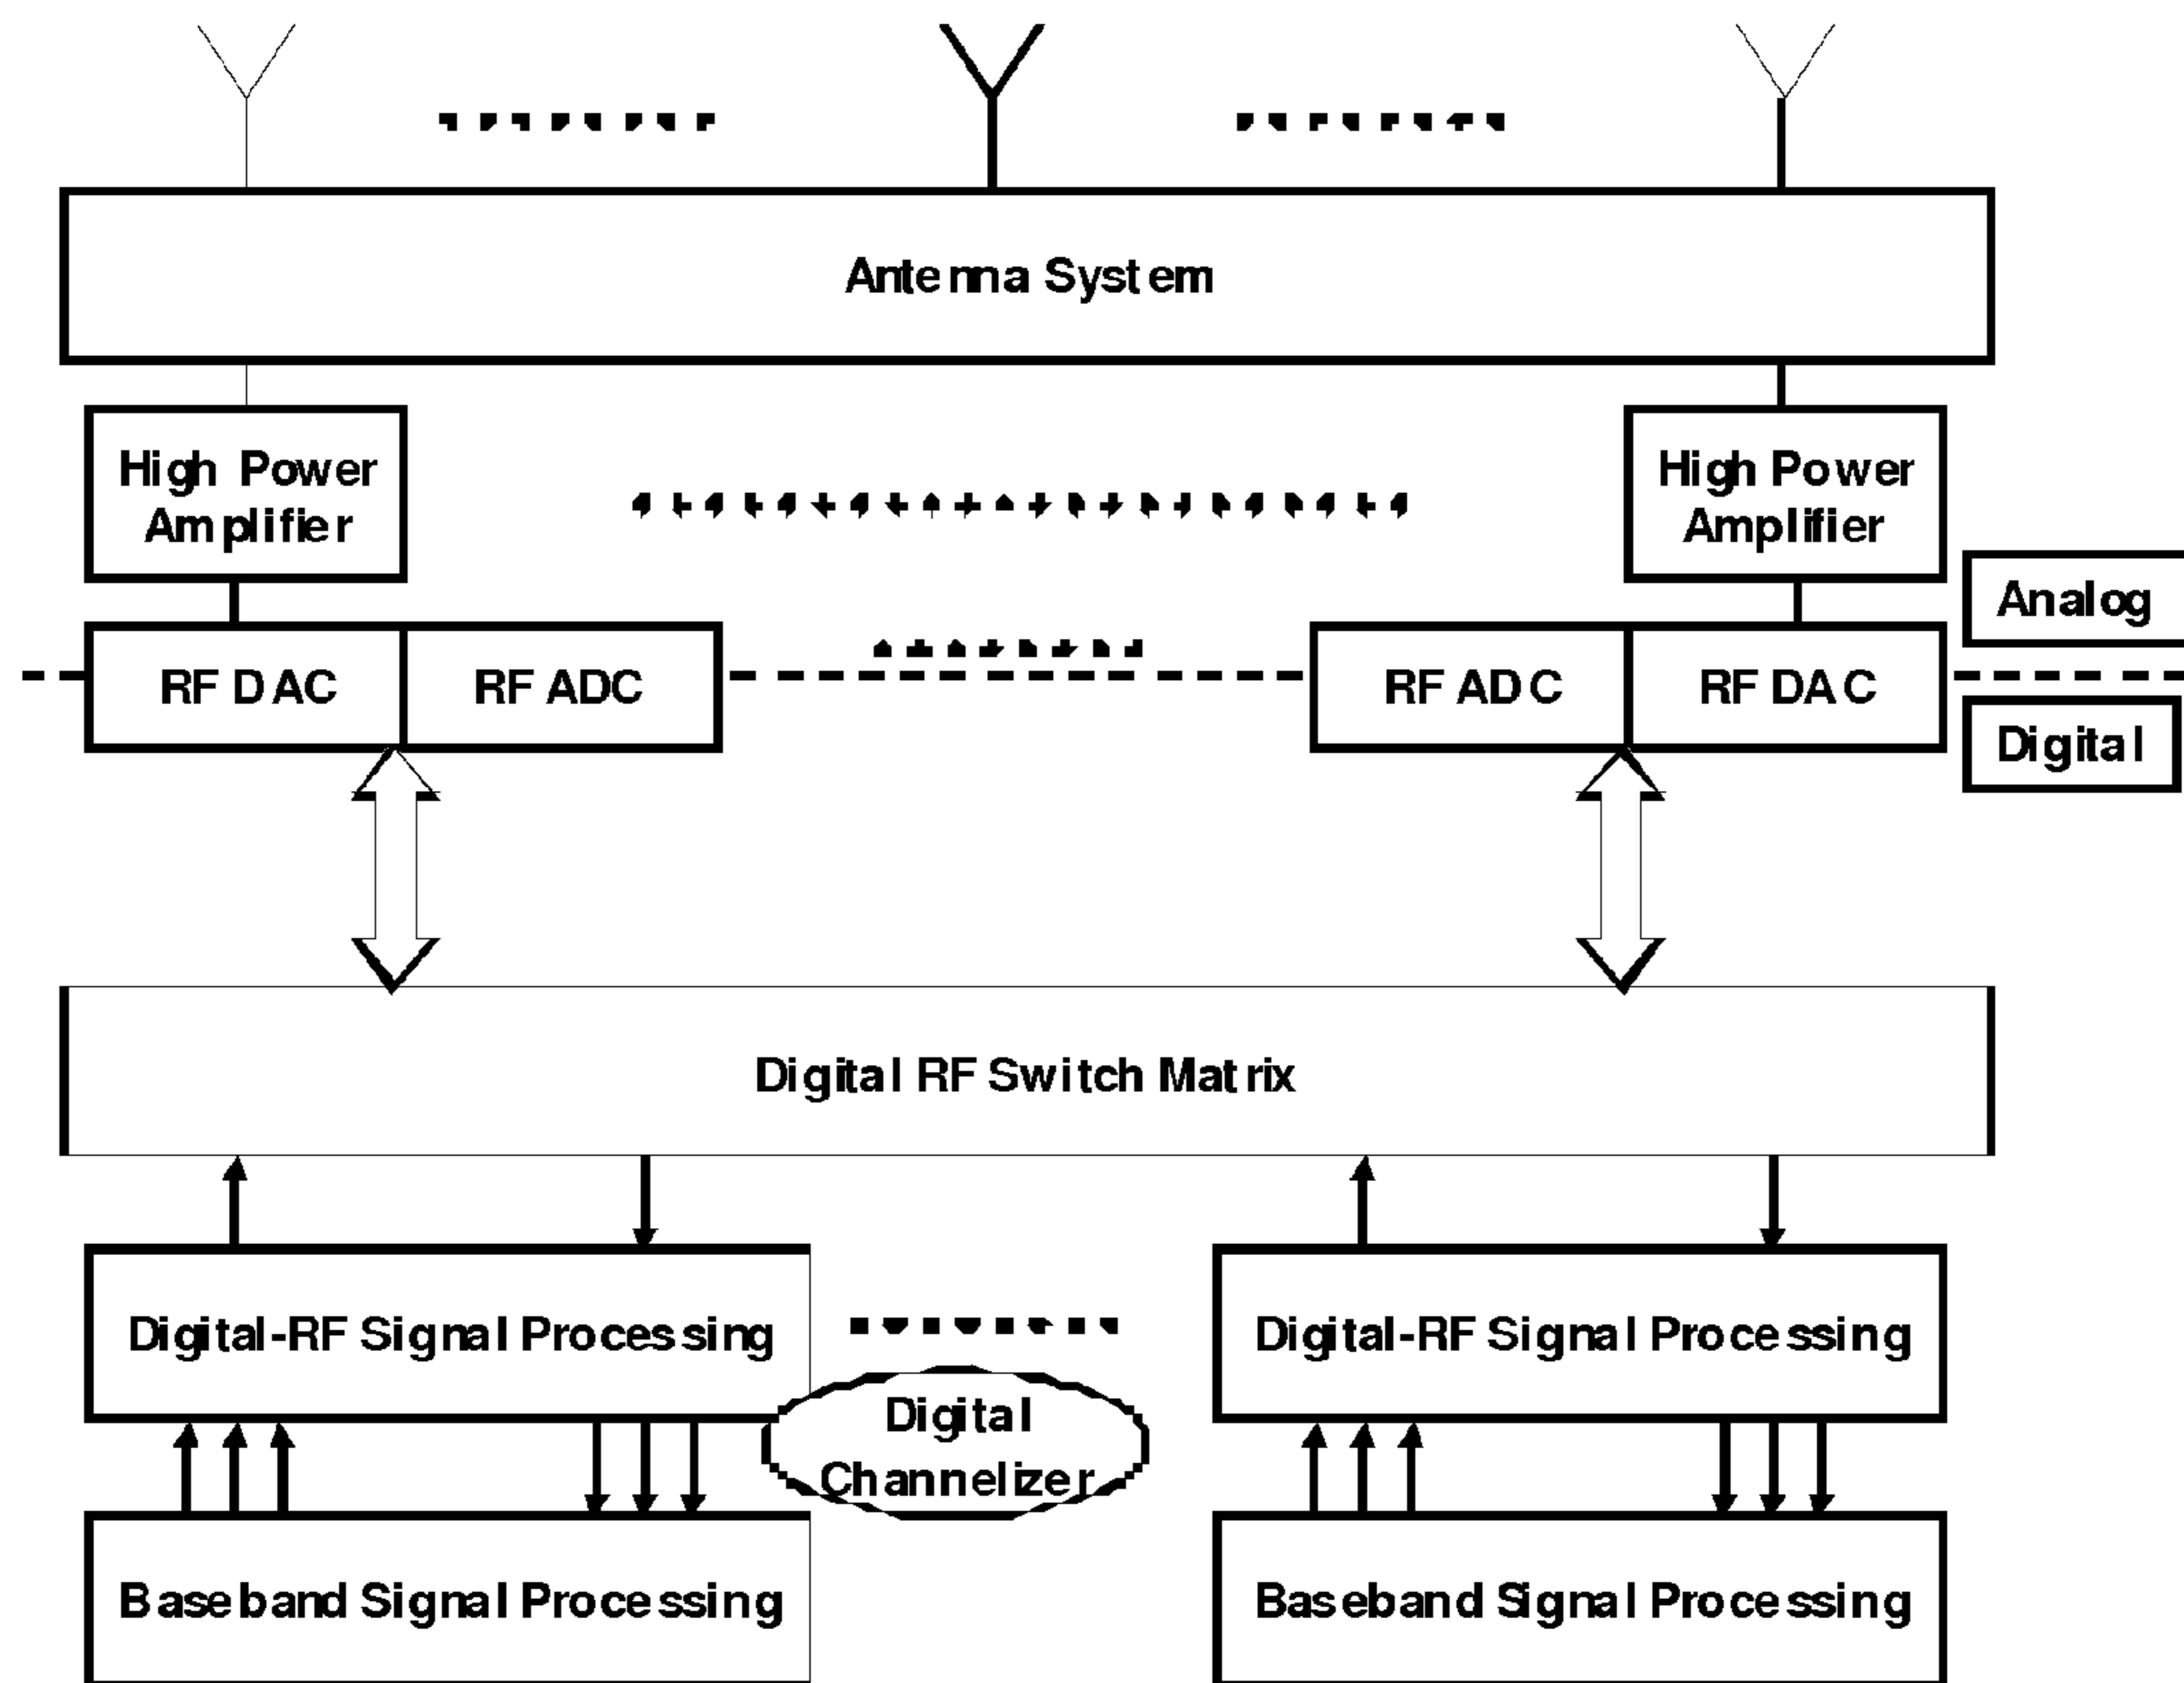 Antenna System
High Power
Amplifier
High Power
Amplifier
Analog
RF DAC
RF ADC
RF ADC
RF DAC
Digital
Digital RF Switch Matrix
Digital-RF Signal Processing
Digital-RF Signal Processing
Digital
Channelizer
Baseband Signal Processing
Baseband Signal Processing